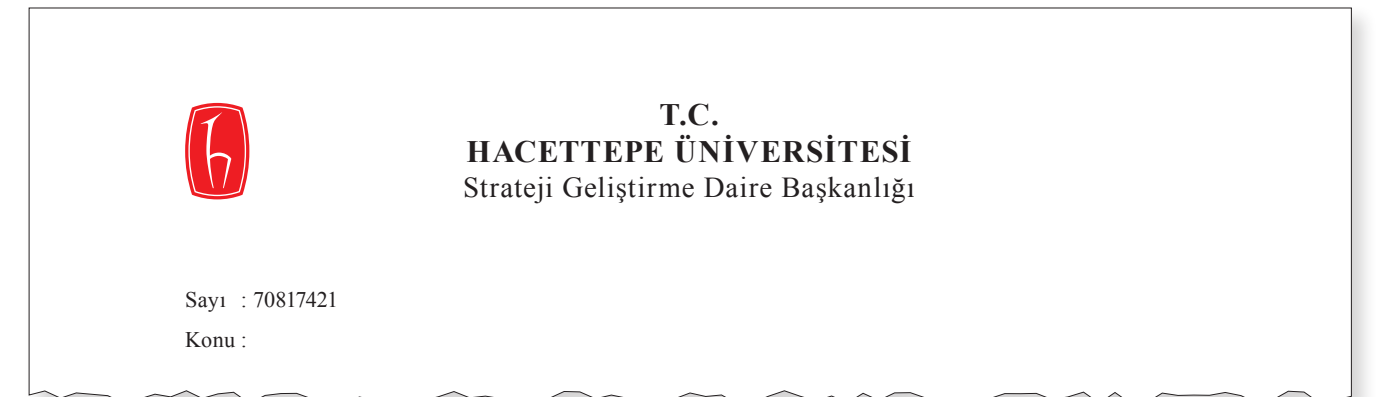 T.C.
HACETTEPE ÜNİVERSİTESİ
Strateji Geliştirme Daire Başkanlığı
Sayı : 70817421
Konu :